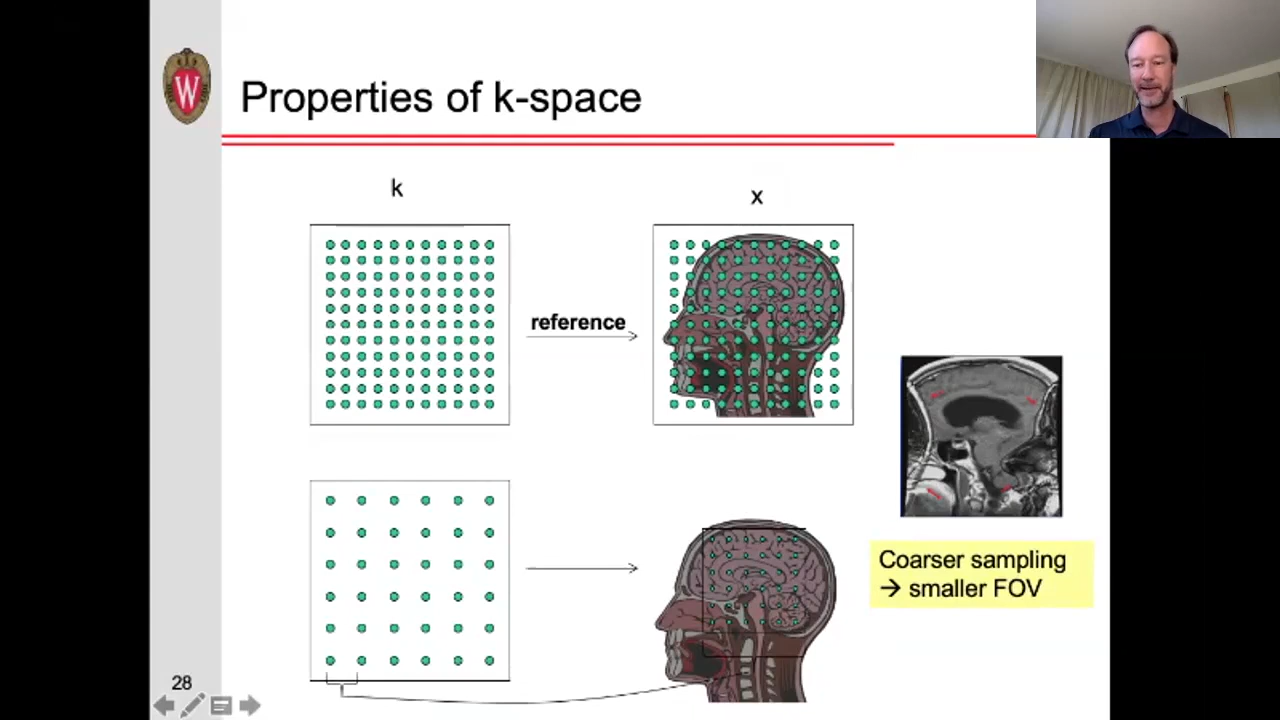 W
Properties of k-space
k
x
reference
Coarser sampling
→ smaller FOV
28